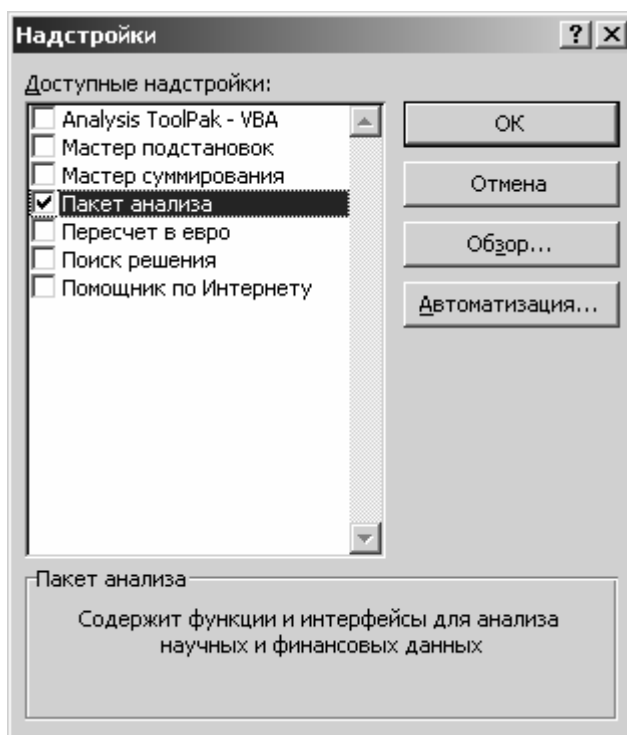 Надстройки
Доступные надстройки:
Analysis ToolPak - VBA
Мастер подстановок
Мастер суммирования
Пакет анализа
Пересчет в евро
Поиск решения
Помощник по Интернету
ОК
Отмена
Обзор...
Автоматизация...
Пакет анализа
Содержит функции и интерфейсы для анализа
научных и финансовых данных